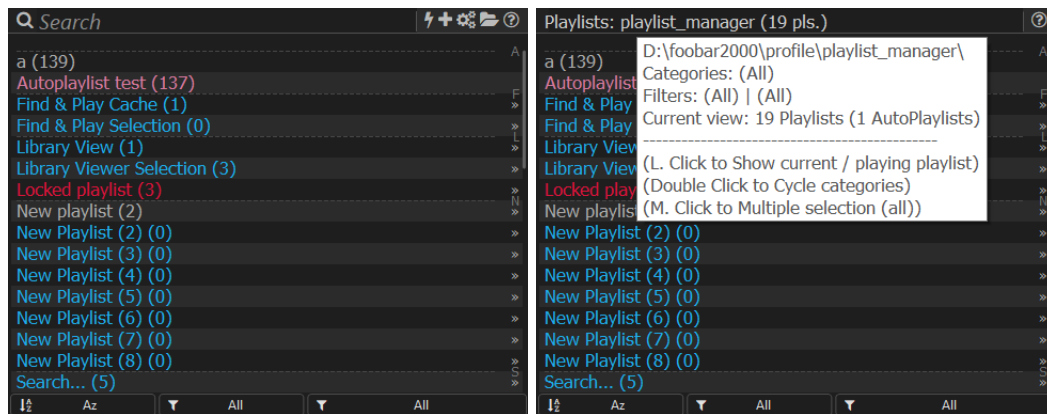 Search
A
a (139)
Autoplaylist test (137)
F
Find & Play Cache (1) »
Find & Play Selection (0) »
L
Library View (1) »
Library Viewer Selection (3) »
Locked playlist (3) »
N
New playlist (2) »
New Playlist (2) (0) »
New Playlist (3) (0) »
New Playlist (4) (0) »
New Playlist (5) (0) »
New Playlist (6) (0) »
New Playlist (7) (0) »
New Playlist (8) (0) »
S
Search... (5) »
Az
All
All
Playlists: playlist_manager (19 pls.)
A
a (139)
Autoplaylist
Find & Play
Find & Play
Library View
Library View
Locked play
New playlist
D:\foobar2000\profile\playlist_manager\
Categories: (All)
Filters: (All) | (All)
Current view: 19 Playlists (1 AutoPlaylists)
----------------------------------------------
(L. Click to Show current / playing playlist)
(Double Click to Cycle categories)
(M. Click to Multiple selection (all))
F
»
»
L
»
»
»
N
»
New Playlist (2) (0) »
New Playlist (3) (0) »
New Playlist (4) (0) »
New Playlist (5) (0) »
New Playlist (6) (0) »
New Playlist (7) (0) »
New Playlist (8) (0) »
S
Search... (5) »
Az
All
All